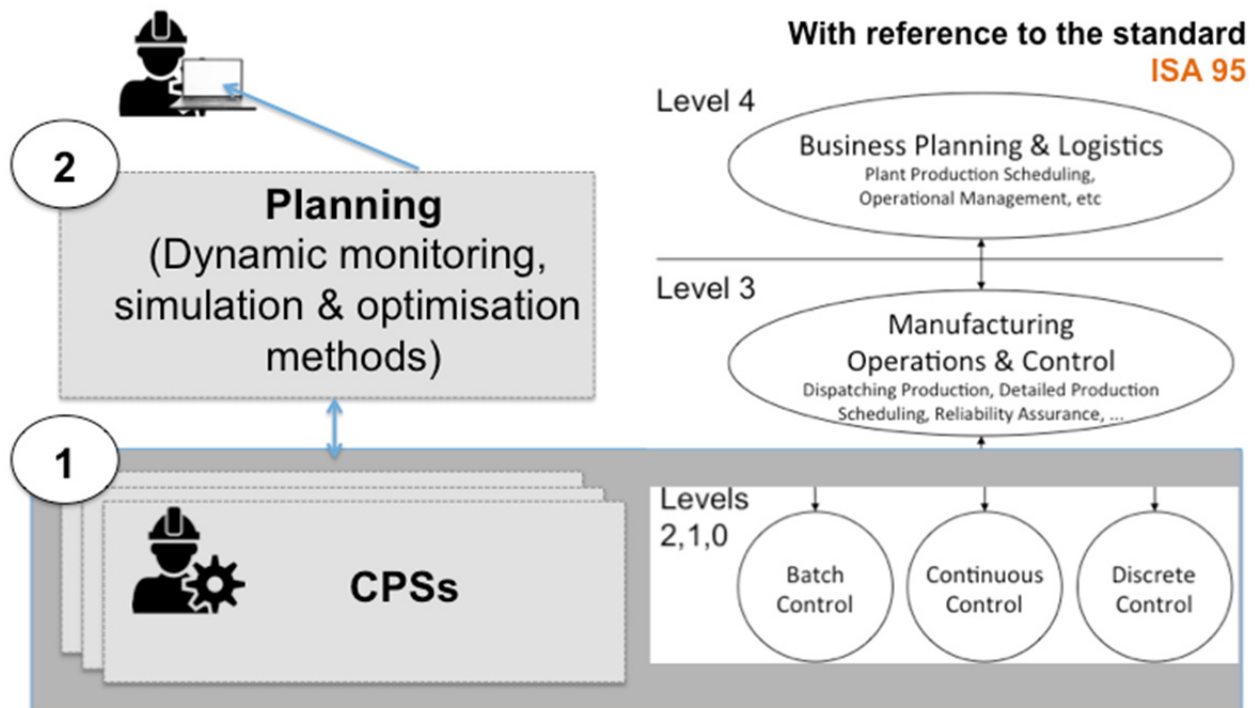 With reference to the standard
ISA 95
2
Planning
(Dynamic monitoring,
simulation & optimisation
methods)
1
CPSs
Level 4
Business Planning & Logistics
Plant Production Scheduling,
Operational Management, etc
Level 3
Manufacturing
Operations & Control
Dispatching Production, Detailed Production
Scheduling, Reliability Assurance, ...
Levels
2,1,0
Batch
Control
Continuous
Control
Discrete
Control